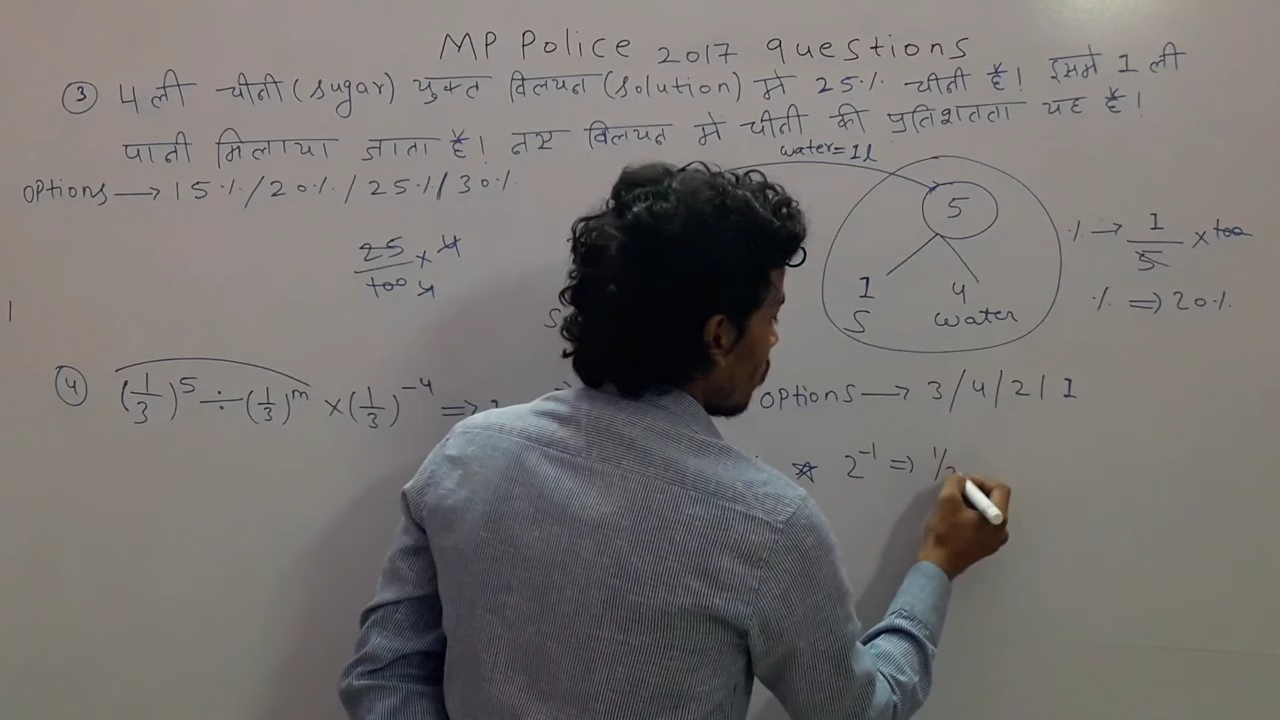 MP Police 2017 questions
③ 4 ली चीनी (sugar) युक्त विलयन (solution) मे 25% चीनी है। इसमे 1 ली
पानी मिलाया जाता है। नए विलयन मे चीनी की प्रतिशतता यह है।
options → 15% / 20% / 25% / 30%
water = 1l
5
1 4
S water
25/100 × 4
% → 1/5 × 100
% ⇒ 20%
S
④ (1/3)^5 ÷ (1/3)^m × (1/3)^-4 ⇒
options → 3/4/2/1
☆ 2^-1 ⇒ 1/